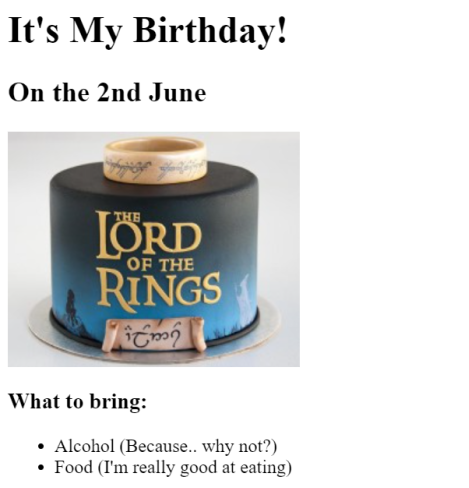 It's My Birthday!
On the 2nd June
THE
LORD
OF THE
RINGS
What to bring:
Alcohol (Because.. why not?)
Food (I'm really good at eating)